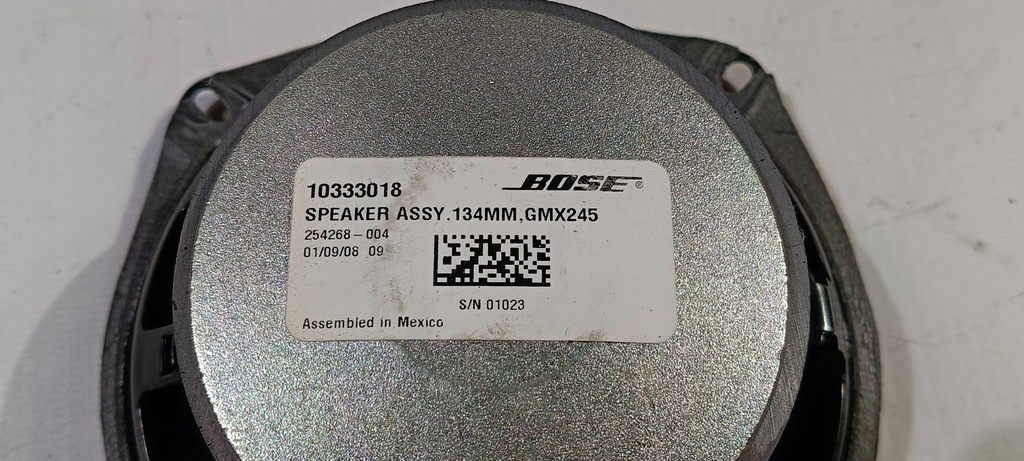 10333018 BOSE®
SPEAKER ASSY,134MM,GMX245
254268-004
01/09/08 09
S/N 01023
Assembled in Mexico